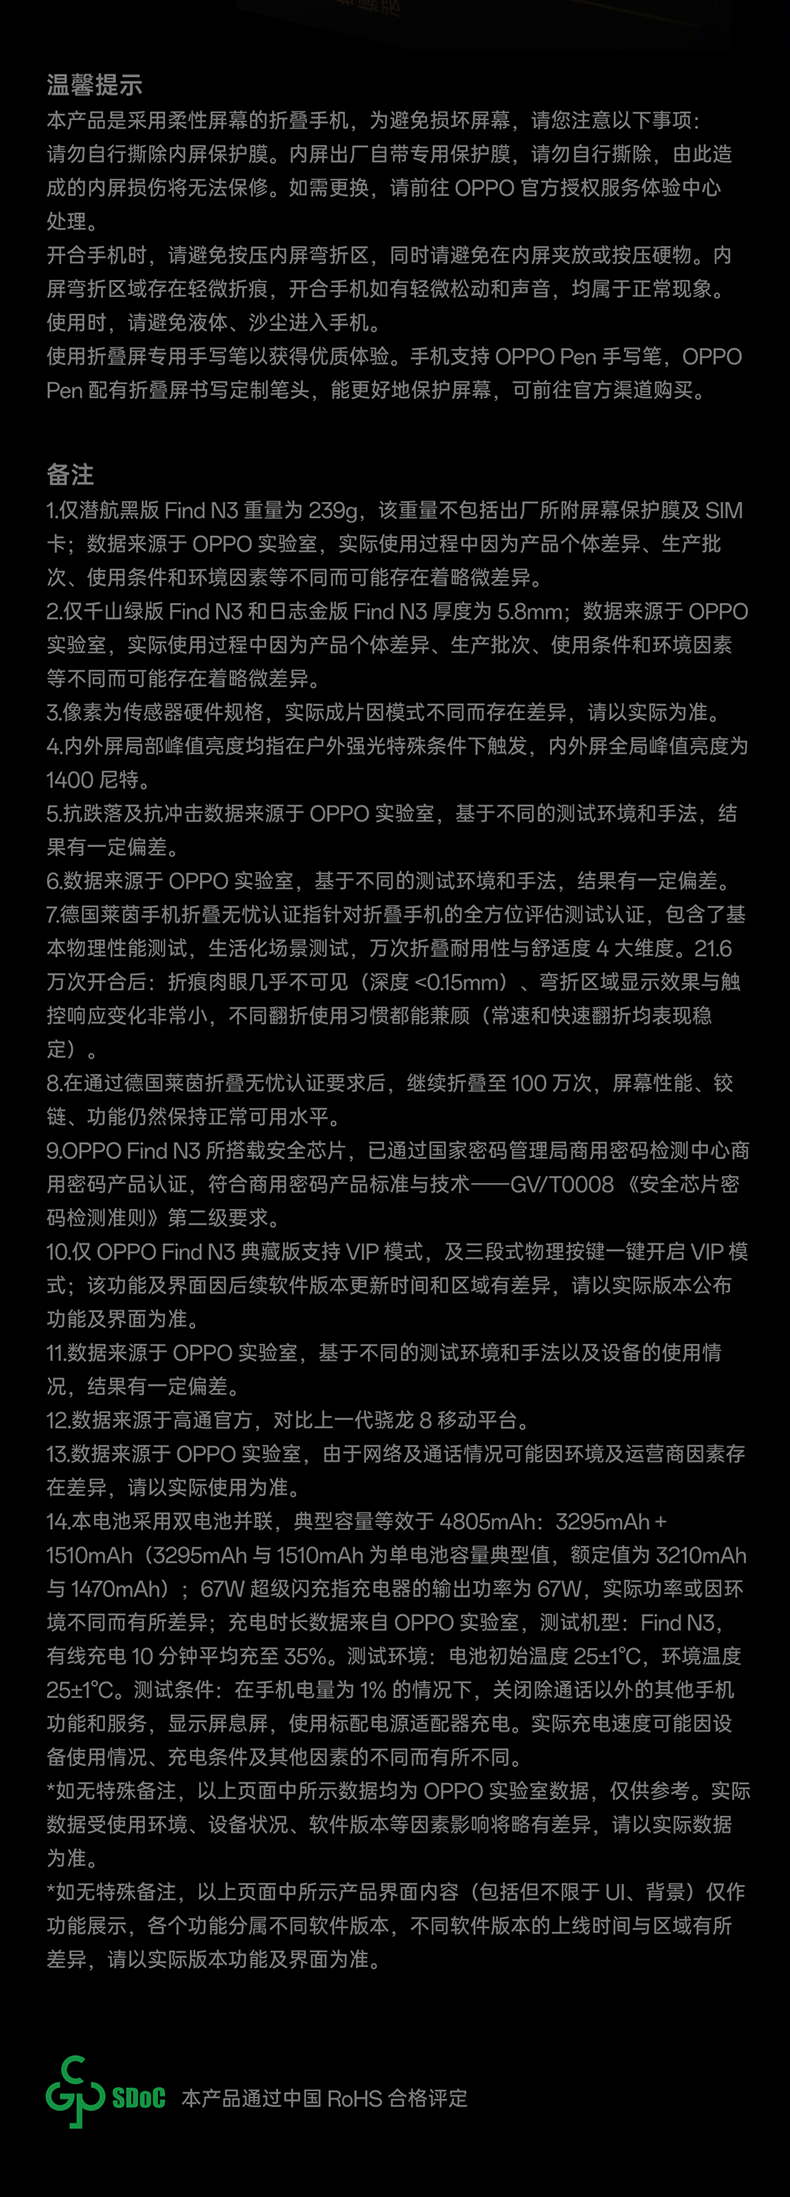 温馨提示
本产品是采用柔性屏幕的折叠手机，为避免损坏屏幕，请您注意以下事项：
请勿自行撕除内屏保护膜。内屏出厂自带专用保护膜，请勿自行撕除，由此造
成的内屏损伤将无法保修。如需更换，请前往 OPPO 官方授权服务体验中心
处理。
开合手机时，请避免按压内屏弯折区，同时请避免在内屏夹放或按压硬物。内
屏弯折区域存在轻微折痕，开合手机如有轻微松动和声音，均属于正常现象。
使用时，请避免液体、沙尘进入手机。
使用折叠屏专用手写笔以获得优质体验。手机支持 OPPO Pen 手写笔，OPPO
Pen 配有折叠屏书写定制笔头，能更好地保护屏幕，可前往官方渠道购买。
备注
1.仅潜航黑版 Find N3 重量为 239g，该重量不包括出厂所附屏幕保护膜及 SIM
卡；数据来源于 OPPO 实验室，实际使用过程中因为产品个体差异、生产批
次、使用条件和环境因素等不同而可能存在着略微差异。
2.仅千山绿版 Find N3 和日志金版 Find N3 厚度为 5.8mm；数据来源于 OPPO
实验室，实际使用过程中因为产品个体差异、生产批次、使用条件和环境因素
等不同而可能存在着略微差异。
3.像素为传感器硬件规格，实际成片因模式不同而存在差异，请以实际为准。
4.内外屏局部峰值亮度均指在户外强光特殊条件下触发，内外屏全局峰值亮度为
1400 尼特。
5.抗跌落及抗冲击数据来源于 OPPO 实验室，基于不同的测试环境和手法，结
果有一定偏差。
6.数据来源于 OPPO 实验室，基于不同的测试环境和手法，结果有一定偏差。
7.德国莱茵手机折叠无忧认证指针对折叠手机的全方位评估测试认证，包含了基
本物理性能测试，生活化场景测试，万次折叠耐用性与舒适度 4 大维度。21.6
万次开合后：折痕肉眼几乎不可见（深度 <0.15mm）、弯折区域显示效果与触
控响应变化非常小，不同翻折使用习惯都能兼顾（常速和快速翻折均表现稳
定）。
8.在通过德国莱茵折叠无忧认证要求后，继续折叠至 100 万次，屏幕性能、铰
链、功能仍然保持正常可用水平。
9.OPPO Find N3 所搭载安全芯片，已通过国家密码管理局商用密码检测中心商
用密码产品认证，符合商用密码产品标准与技术——GV/T0008 《安全芯片密
码检测准则》第二级要求。
10.仅 OPPO Find N3 典藏版支持 VIP 模式，及三段式物理按键一键开启 VIP 模
式；该功能及界面因后续软件版本更新时间和区域有差异，请以实际版本公布
功能及界面为准。
11.数据来源于 OPPO 实验室，基于不同的测试环境和手法以及设备的使用情
况，结果有一定偏差。
12.数据来源于高通官方，对比上一代骁龙 8 移动平台。
13.数据来源于 OPPO 实验室，由于网络及通话情况可能因环境及运营商因素存
在差异，请以实际使用为准。
14.本电池采用双电池并联，典型容量等效于 4805mAh：3295mAh +
1510mAh（3295mAh 与 1510mAh 为单电池容量典型值，额定值为 3210mAh
与 1470mAh）；67W 超级闪充指充电器的输出功率为 67W，实际功率或因环
境不同而有所差异；充电时长数据来自 OPPO 实验室，测试机型：Find N3，
有线充电 10 分钟平均充至 35%。测试环境：电池初始温度 25±1℃，环境温度
25±1℃。测试条件：在手机电量为 1% 的情况下，关闭除通话以外的其他手机
功能和服务，显示屏息屏，使用标配电源适配器充电。实际充电速度可能因设
备使用情况、充电条件及其他因素的不同而有所不同。
*如无特殊备注，以上页面中所示数据均为 OPPO 实验室数据，仅供参考。实际
数据受使用环境、设备状况、软件版本等因素影响将略有差异，请以实际数据
为准。
*如无特殊备注，以上页面中所示产品界面内容（包括但不限于 UI、背景）仅作
功能展示，各个功能分属不同软件版本，不同软件版本的上线时间与区域有所
差异，请以实际版本功能及界面为准。
SDoC 本产品通过中国 RoHS 合格评定